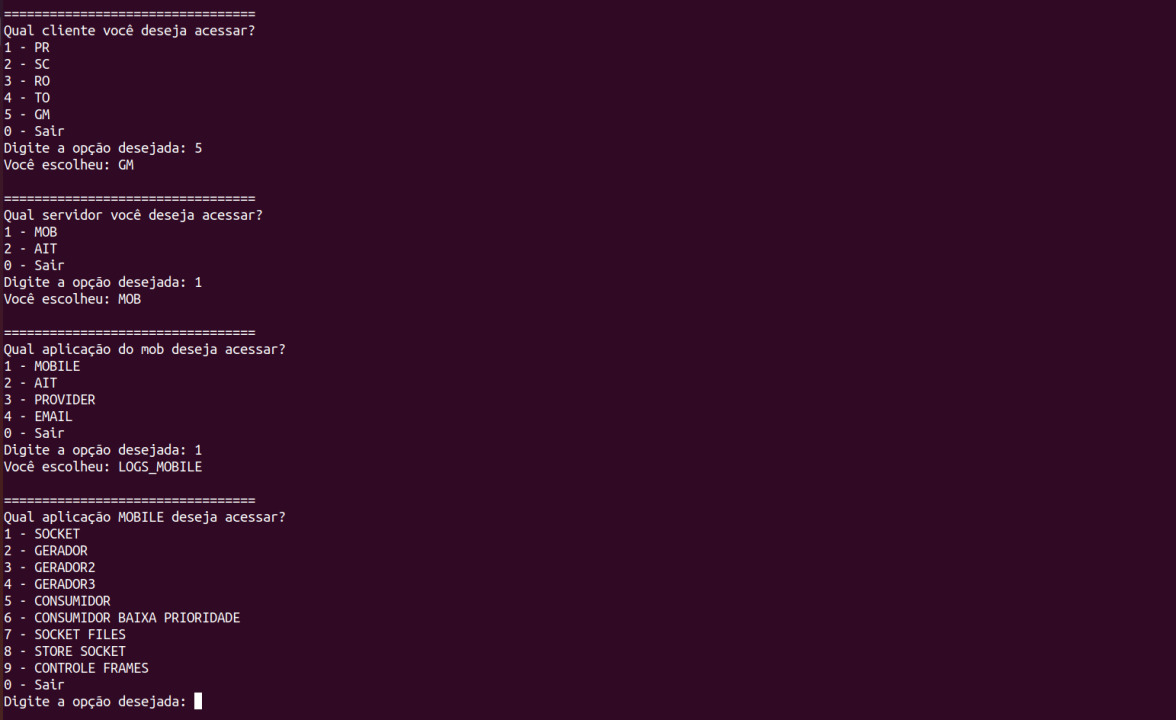 =================================
Qual cliente você deseja acessar?
1 - PR
2 - SC
3 - RO
4 - TO
5 - GM
0 - Sair
Digite a opção desejada: 5
Você escolheu: GM
=================================
Qual servidor você deseja acessar?
1 - MOB
2 - AIT
0 - Sair
Digite a opção desejada: 1
Você escolheu: MOB
=================================
Qual aplicação do mob deseja acessar?
1 - MOBILE
2 - AIT
3 - PROVIDER
4 - EMAIL
0 - Sair
Digite a opção desejada: 1
Você escolheu: LOGS_MOBILE
=================================
Qual aplicação MOBILE deseja acessar?
1 - SOCKET
2 - GERADOR
3 - GERADOR2
4 - GERADOR3
5 - CONSUMIDOR
6 - CONSUMIDOR BAIXA PRIORIDADE
7 - SOCKET FILES
8 - STORE SOCKET
9 - CONTROLE FRAMES
0 - Sair
Digite a opção desejada: